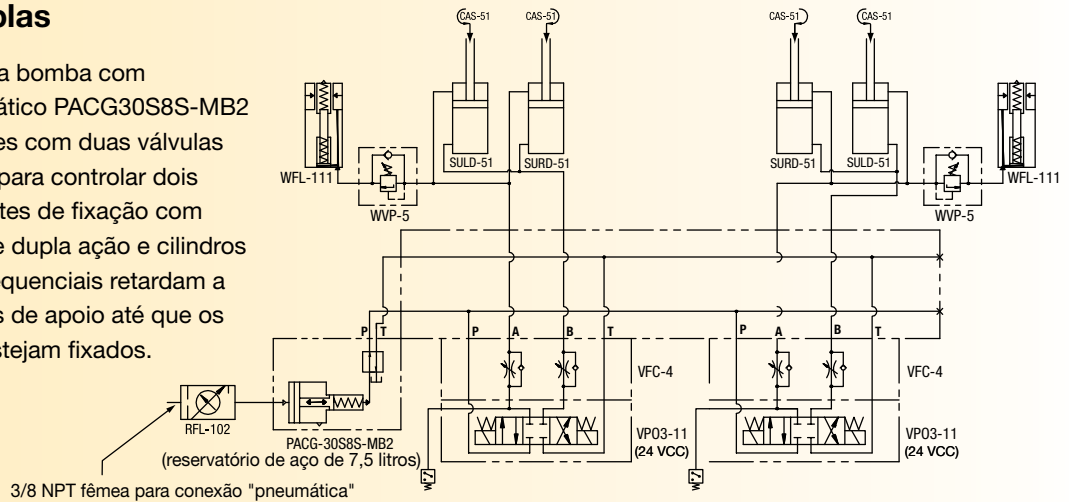 olas
a bomba com
ático PACG30S8S-MB2
es com duas válvulas
para controlar dois
tes de fixação com
e dupla ação e cilindros
equenciais retardam a
s de apoio até que os
stejam fixados.
CAS-51 CAS-51 CAS-51 CAS-51
SULD-51 SURD-51 SURD-51 SULD-51
WFL-111 WFL-111
WVP-5 WVP-5
P T P A B T P A B T
VFC-4 VFC-4
RFL-102
VP03-11
(24 VCC)
VP03-11
(24 VCC)
PACG-30S8S-MB2
(reservatório de aço de 7,5 litros)
3/8 NPT fêmea para conexão "pneumática"